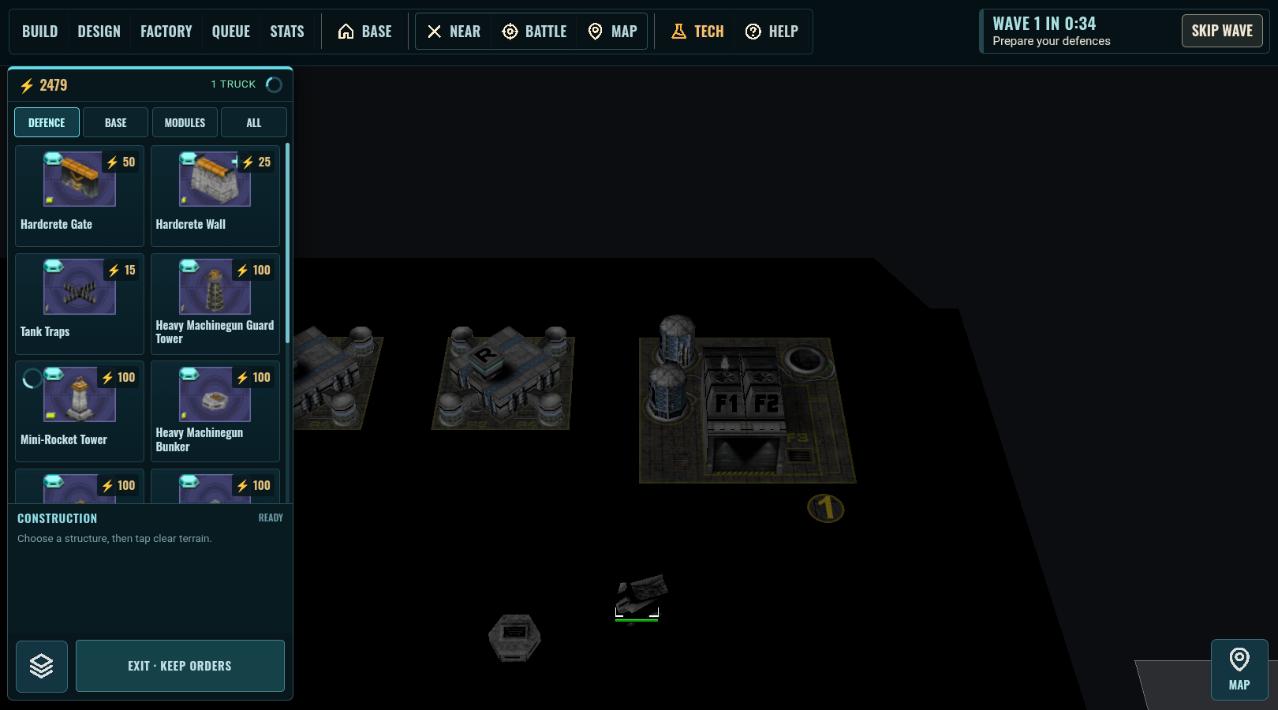 BUILD
DESIGN
FACTORY
QUEUE
STATS
BASE
NEAR
BATTLE
MAP
TECH
HELP
WAVE 1 IN 0:34
Prepare your defences
SKIP WAVE
2479
1 TRUCK
DEFENCE
BASE
MODULES
ALL
50
Hardcrete Gate
25
Hardcrete Wall
15
Tank Traps
100
Heavy Machinegun Guard
Tower
100
Mini-Rocket Tower
100
Heavy Machinegun
Bunker
100
100
CONSTRUCTION
READY
Choose a structure, then tap clear terrain.
EXIT · KEEP ORDERS
R
F1
F2
F3
1
MAP